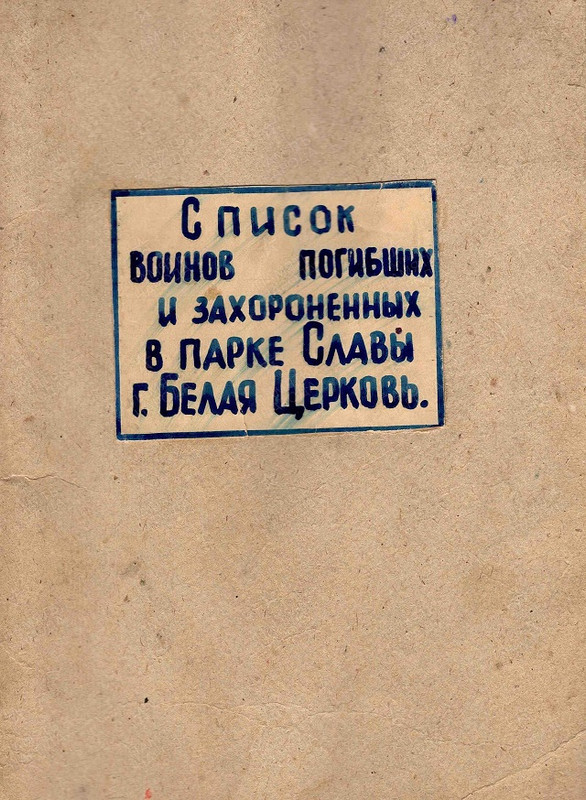 Список
воинов погибших
и захороненных
в парке Славы
г. Белая Церковь.